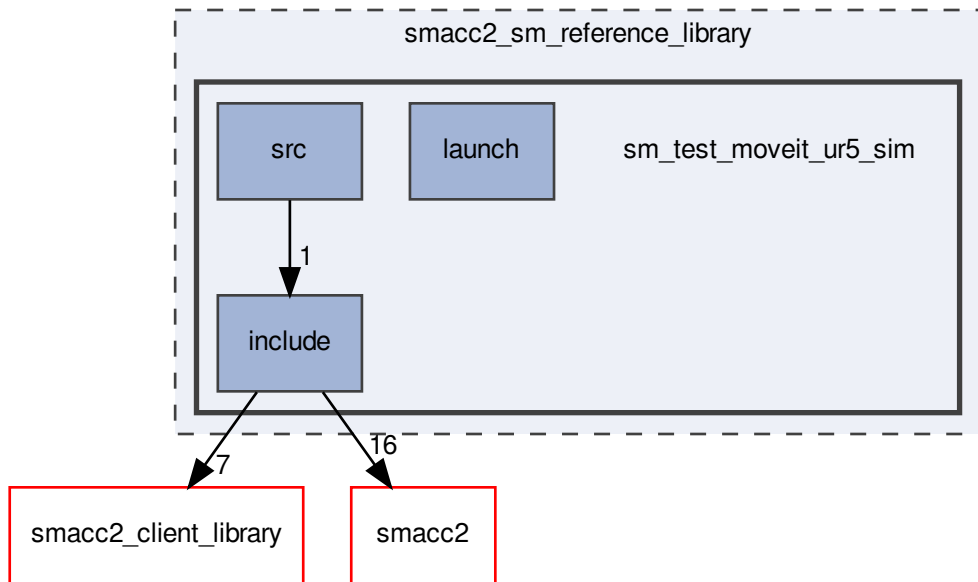 smacc2_sm_reference_library
src
launch
sm_test_moveit_ur5_sim
1
include
7
16
smacc2_client_library
smacc2